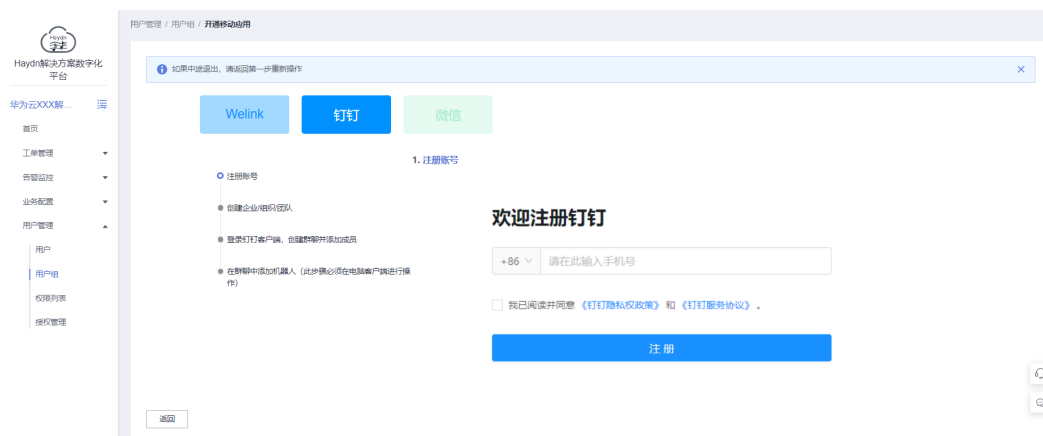 用户管理 / 用户组 / 开通移动应用
Haydn
Haydn解决方案数字化
平台
如果中途退出，请返回第一步重新操作
华为云XXX解...
Welink
钉钉
微信
首页
工单管理
告警监控
业务配置
用户管理
用户
用户组
权限列表
授权管理
1. 注册账号
注册账号
创建企业/组织/团队
登录钉钉客户端，创建群聊并添加成员
在群聊中添加机器人（此步骤必须在电脑客户端进行操
作）
欢迎注册钉钉
+86 请在此输入手机号
我已阅读并同意 《钉钉隐私权政策》 和 《钉钉服务协议》 。
注 册
返回